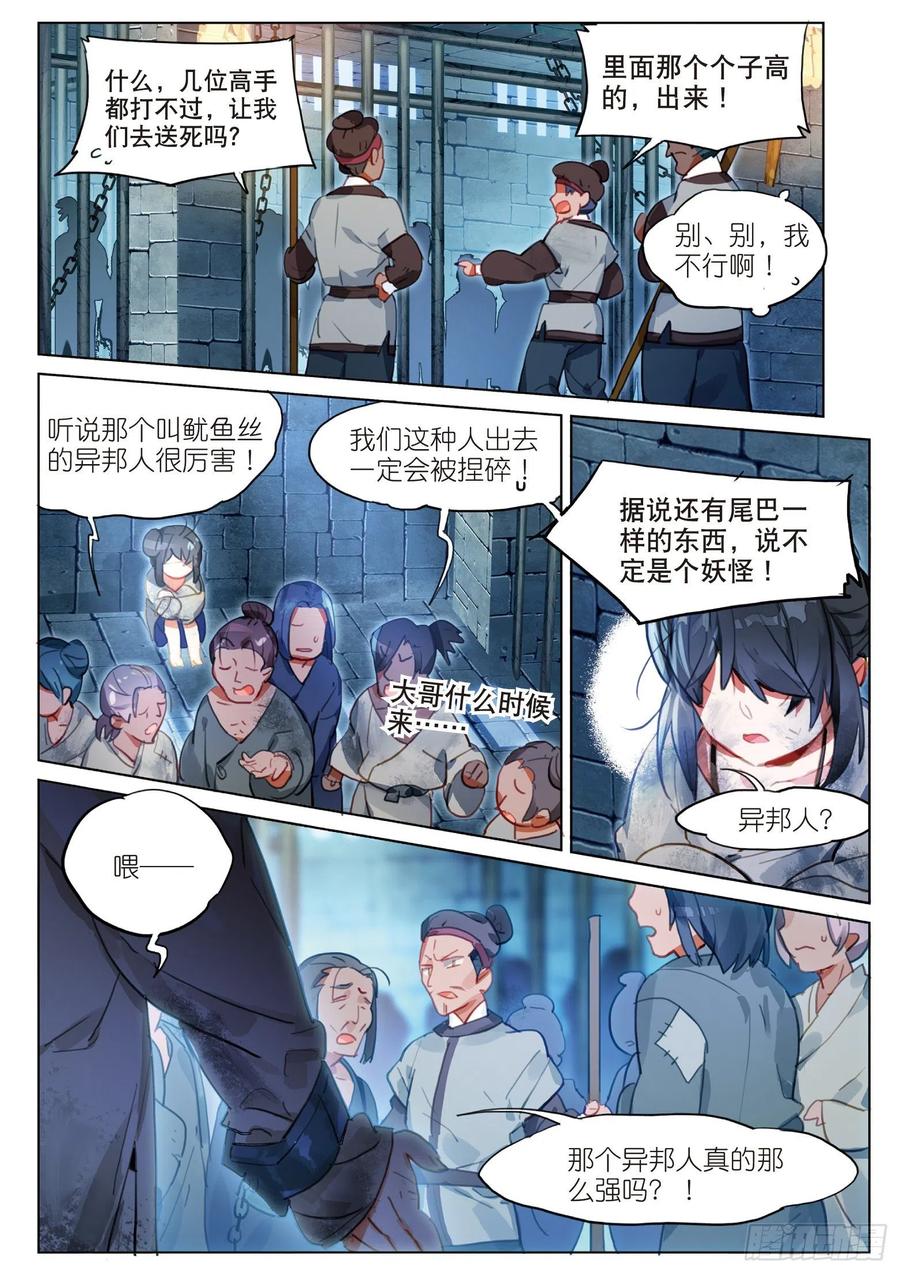 什么，几位高手
都打不过，让我
们去送死吗？
里面那个个子高
的，出来！
别、别，我
不行啊！
听说那个叫鱿鱼丝
的异邦人很厉害！
我们这种人出去
一定会被捏碎！
据说还有尾巴一
样的东西，说不
定是个妖怪！
大哥什么时候
来……
异邦人？
喂——
那个异邦人真的那
么强吗？！
腾讯动漫